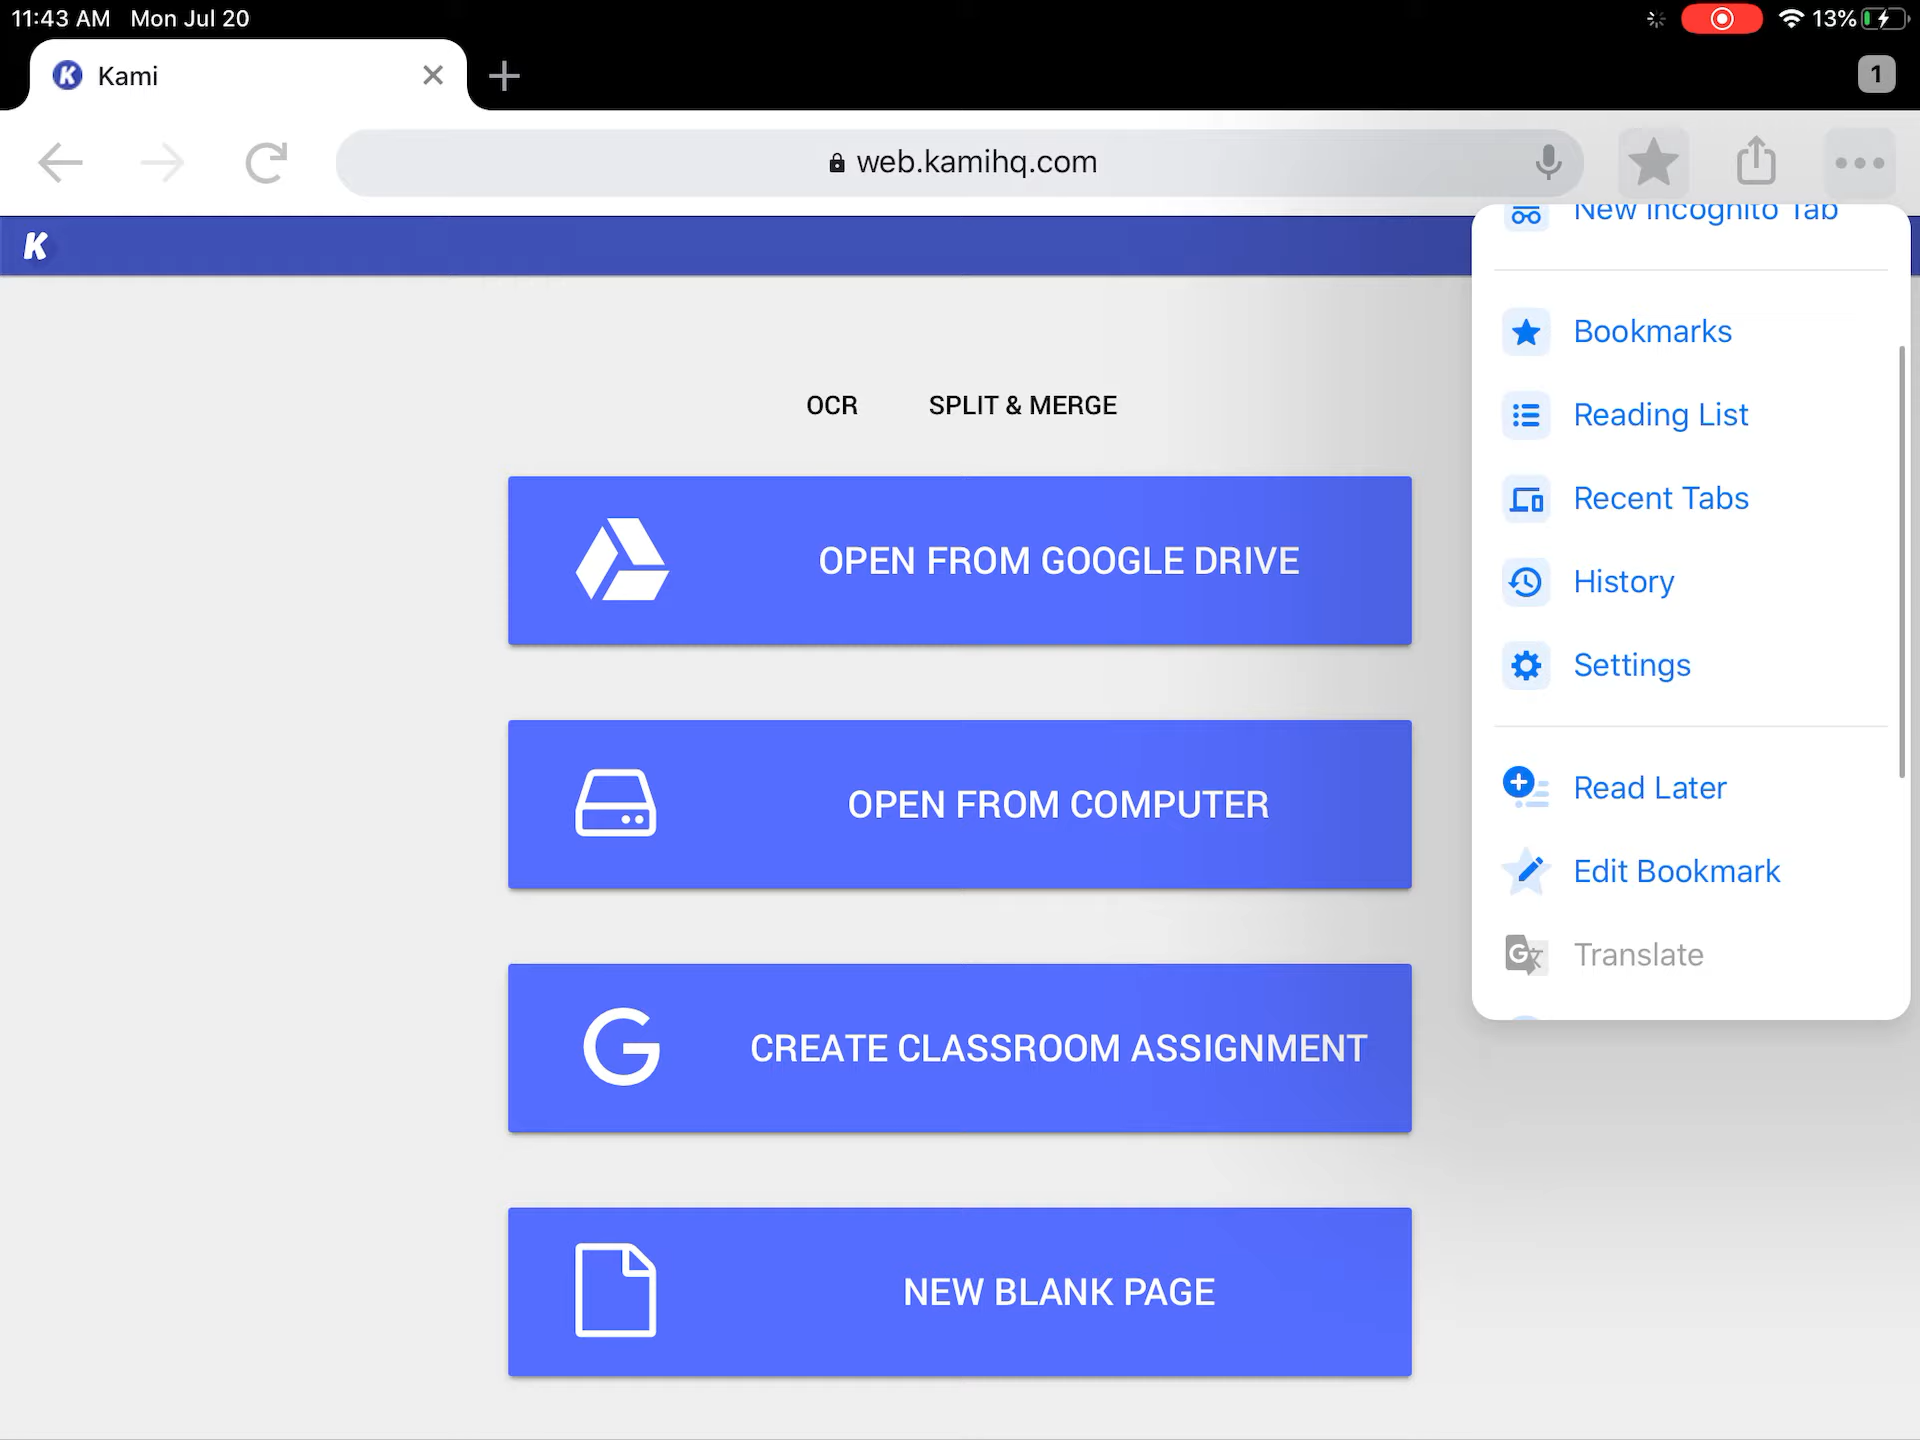 11:43 AM Mon Jul 20
13%
K Kami
1
web.kamihq.com
K
New Incognito Tab
Bookmarks
Reading List
Recent Tabs
History
Settings
Read Later
Edit Bookmark
Translate
OCR SPLIT & MERGE
OPEN FROM GOOGLE DRIVE
OPEN FROM COMPUTER
G CREATE CLASSROOM ASSIGNMENT
NEW BLANK PAGE